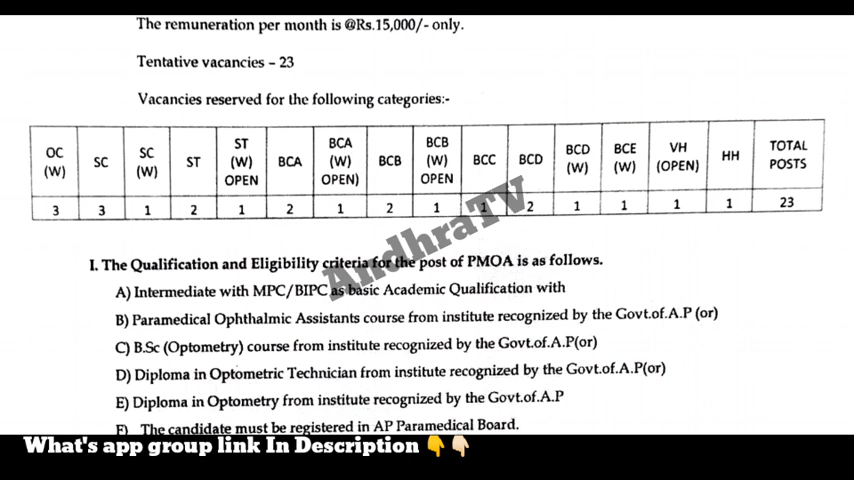 The remuneration per month is @Rs.15,000/- only.
Tentative vacancies – 23
Vacancies reserved for the following categories:-
OC (W) SC SC (W) ST ST (W) OPEN BCA BCA (W) OPEN) BCB BCB (W) OPEN BCC BCD BCD (W) BCE (W) VH (OPEN) HH TOTAL POSTS
3 3 1 2 1 2 1 2 1 1 2 1 1 1 1 23
I. The Qualification and Eligibility criteria for the post of PMOA is as follows.
A) Intermediate with MPC/BIPC as basic Academic Qualification with
B) Paramedical Ophthalmic Assistants course from institute recognized by the Govt.of.A.P (or)
C) B.Sc (Optometry) course from institute recognized by the Govt.of.A.P(or)
D) Diploma in Optometric Technician from institute recognized by the Govt.of.A.P(or)
E) Diploma in Optometry from institute recognized by the Govt.of.A.P
F) The candidate must be registered in AP Paramedical Board.
AndhraTV
What's app group link In Description 👇👇🏻